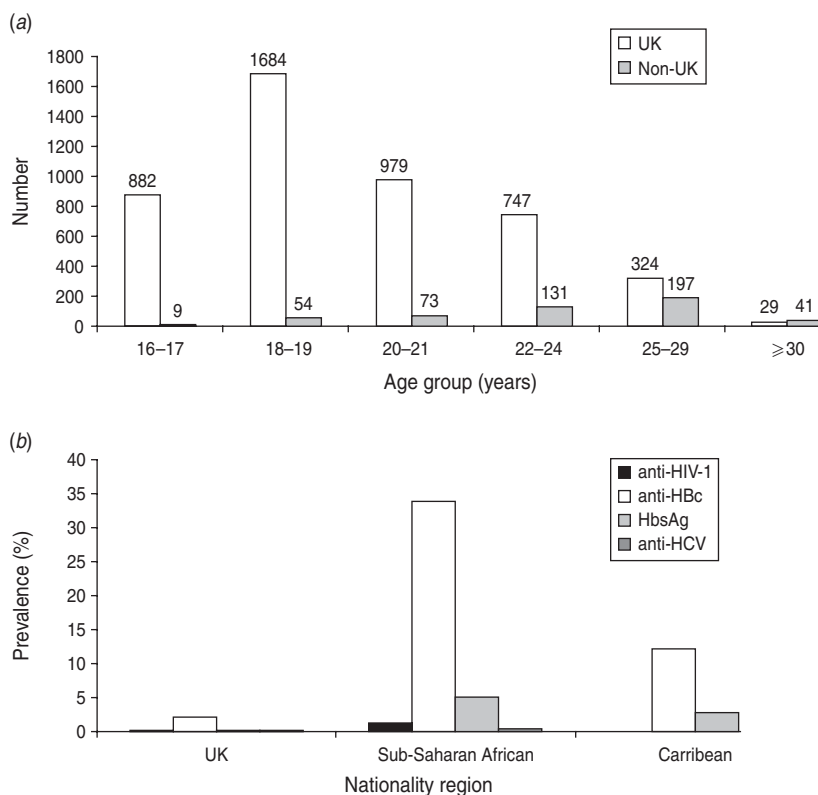 (a)
UK
Non-UK
1800
1600
1400
1200
1000
800
600
400
200
0
Number
882
9
1684
54
979
73
747
131
324
197
29 41
16–17 18–19 20–21 22–24 25–29 ⩾30
Age group (years)
(b)
anti-HIV-1
anti-HBc
HbsAg
anti-HCV
40
35
30
25
20
15
10
5
0
Prevalence (%)
UK Sub-Saharan African Carribean
Nationality region